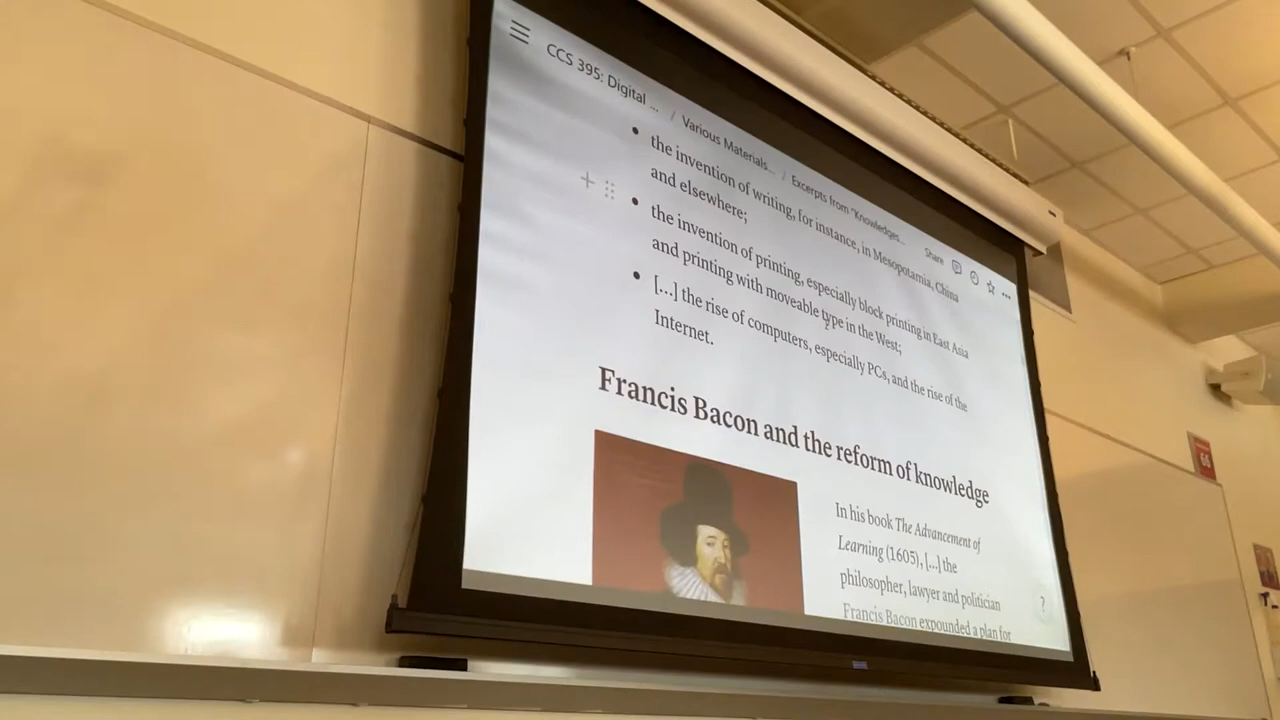 CCS 395: Digital ... / Various Materials... / Excerpts from "Knowledges...
Share
the invention of writing, for instance, in Mesopotamia, China
and elsewhere;
the invention of printing, especially block printing in East Asia
and printing with moveable type in the West;
[...] the rise of computers, especially PCs, and the rise of the
Internet.
Francis Bacon and the reform of knowledge
In his book The Advancement of
Learning (1605), [...] the
philosopher, lawyer and politician
Francis Bacon expounded a plan for
?